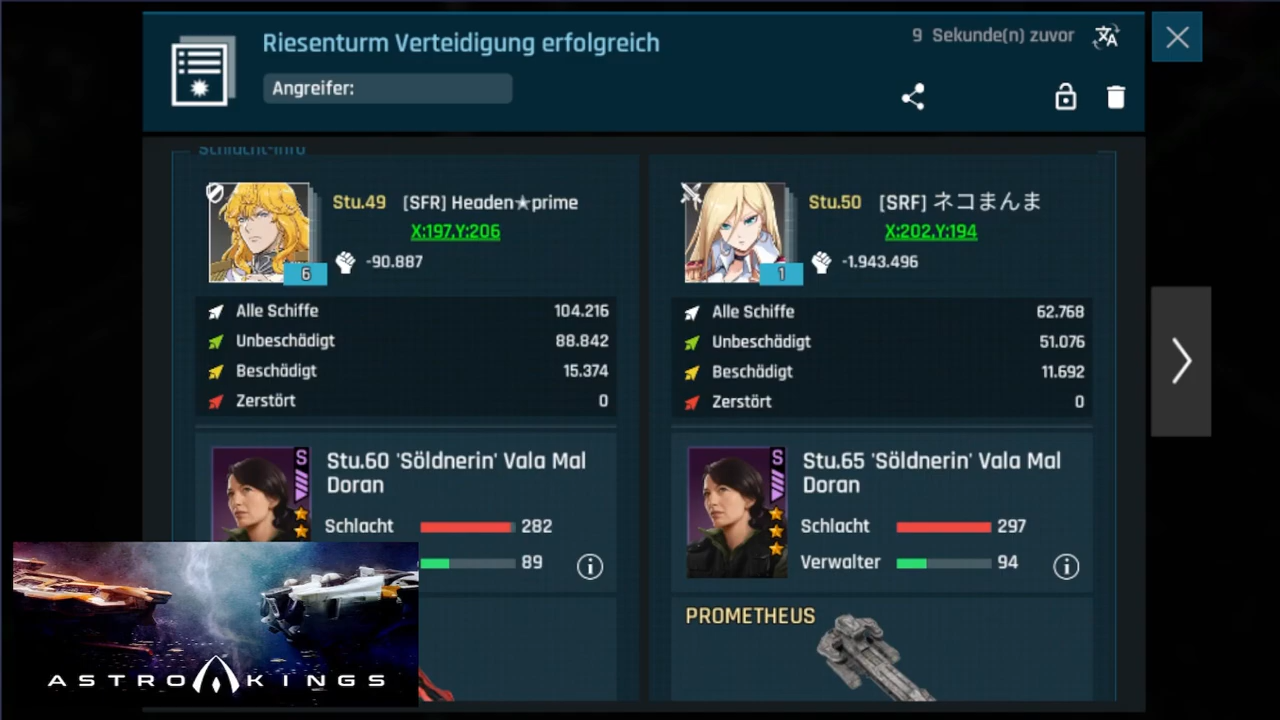 Riesenturm Verteidigung erfolgreich
9 Sekunde(n) zuvor
Angreifer:
Schlacht-Info
Stu.49 [SFR] Headen★prime
X:197,Y:206
6
-90.887
Alle Schiffe 104.216
Unbeschädigt 88.842
Beschädigt 15.374
Zerstört 0
S
Stu.60 'Söldnerin' Vala Mal
Doran
Schlacht 282
89
Stu.50 [SRF] ネコまんま
X:202,Y:194
1
-1.943.496
Alle Schiffe 62.768
Unbeschädigt 51.076
Beschädigt 11.692
Zerstört 0
S
Stu.65 'Söldnerin' Vala Mal
Doran
Schlacht 297
Verwalter 94
PROMETHEUS
ASTROKINGS